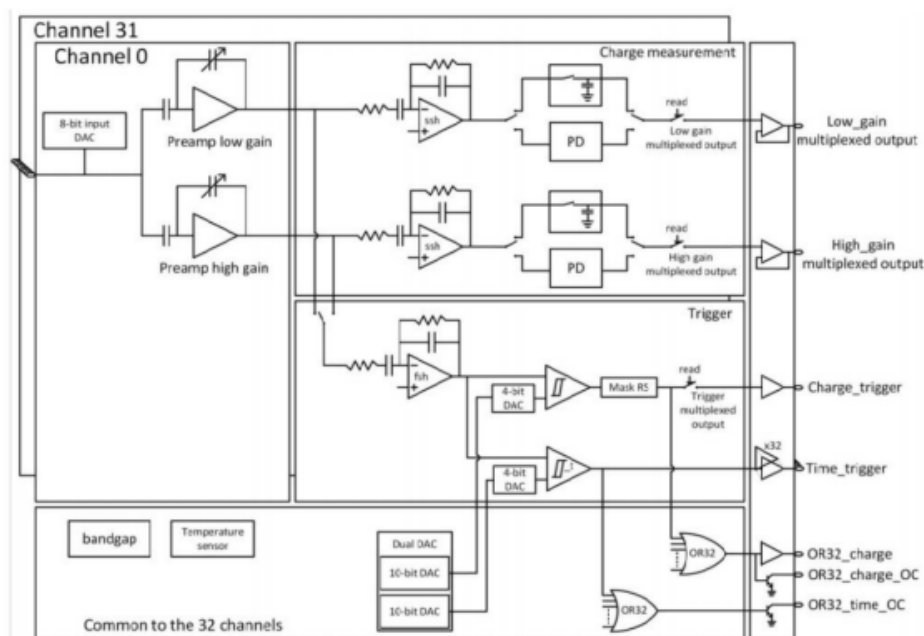 Channel 31
Channel 0
Charge measurement
8-bit input
DAC
Preamp low gain
ssh
PD
read
Low gain
multiplexed output
Low_gain
multiplexed output
Preamp high gain
ssh
PD
read
High gain
multiplexed output
High_gain
multiplexed output
Trigger
fsh
4-bit
DAC
Mask RS
read
Trigger
multiplexed
output
Charge_trigger
4-bit
DAC
x32
Time_trigger
bandgap
Temperature
sensor
Dual DAC
10-bit DAC
10-bit DAC
OR32
OR32
OR32_charge
OR32_charge_OC
OR32_time_OC
Common to the 32 channels